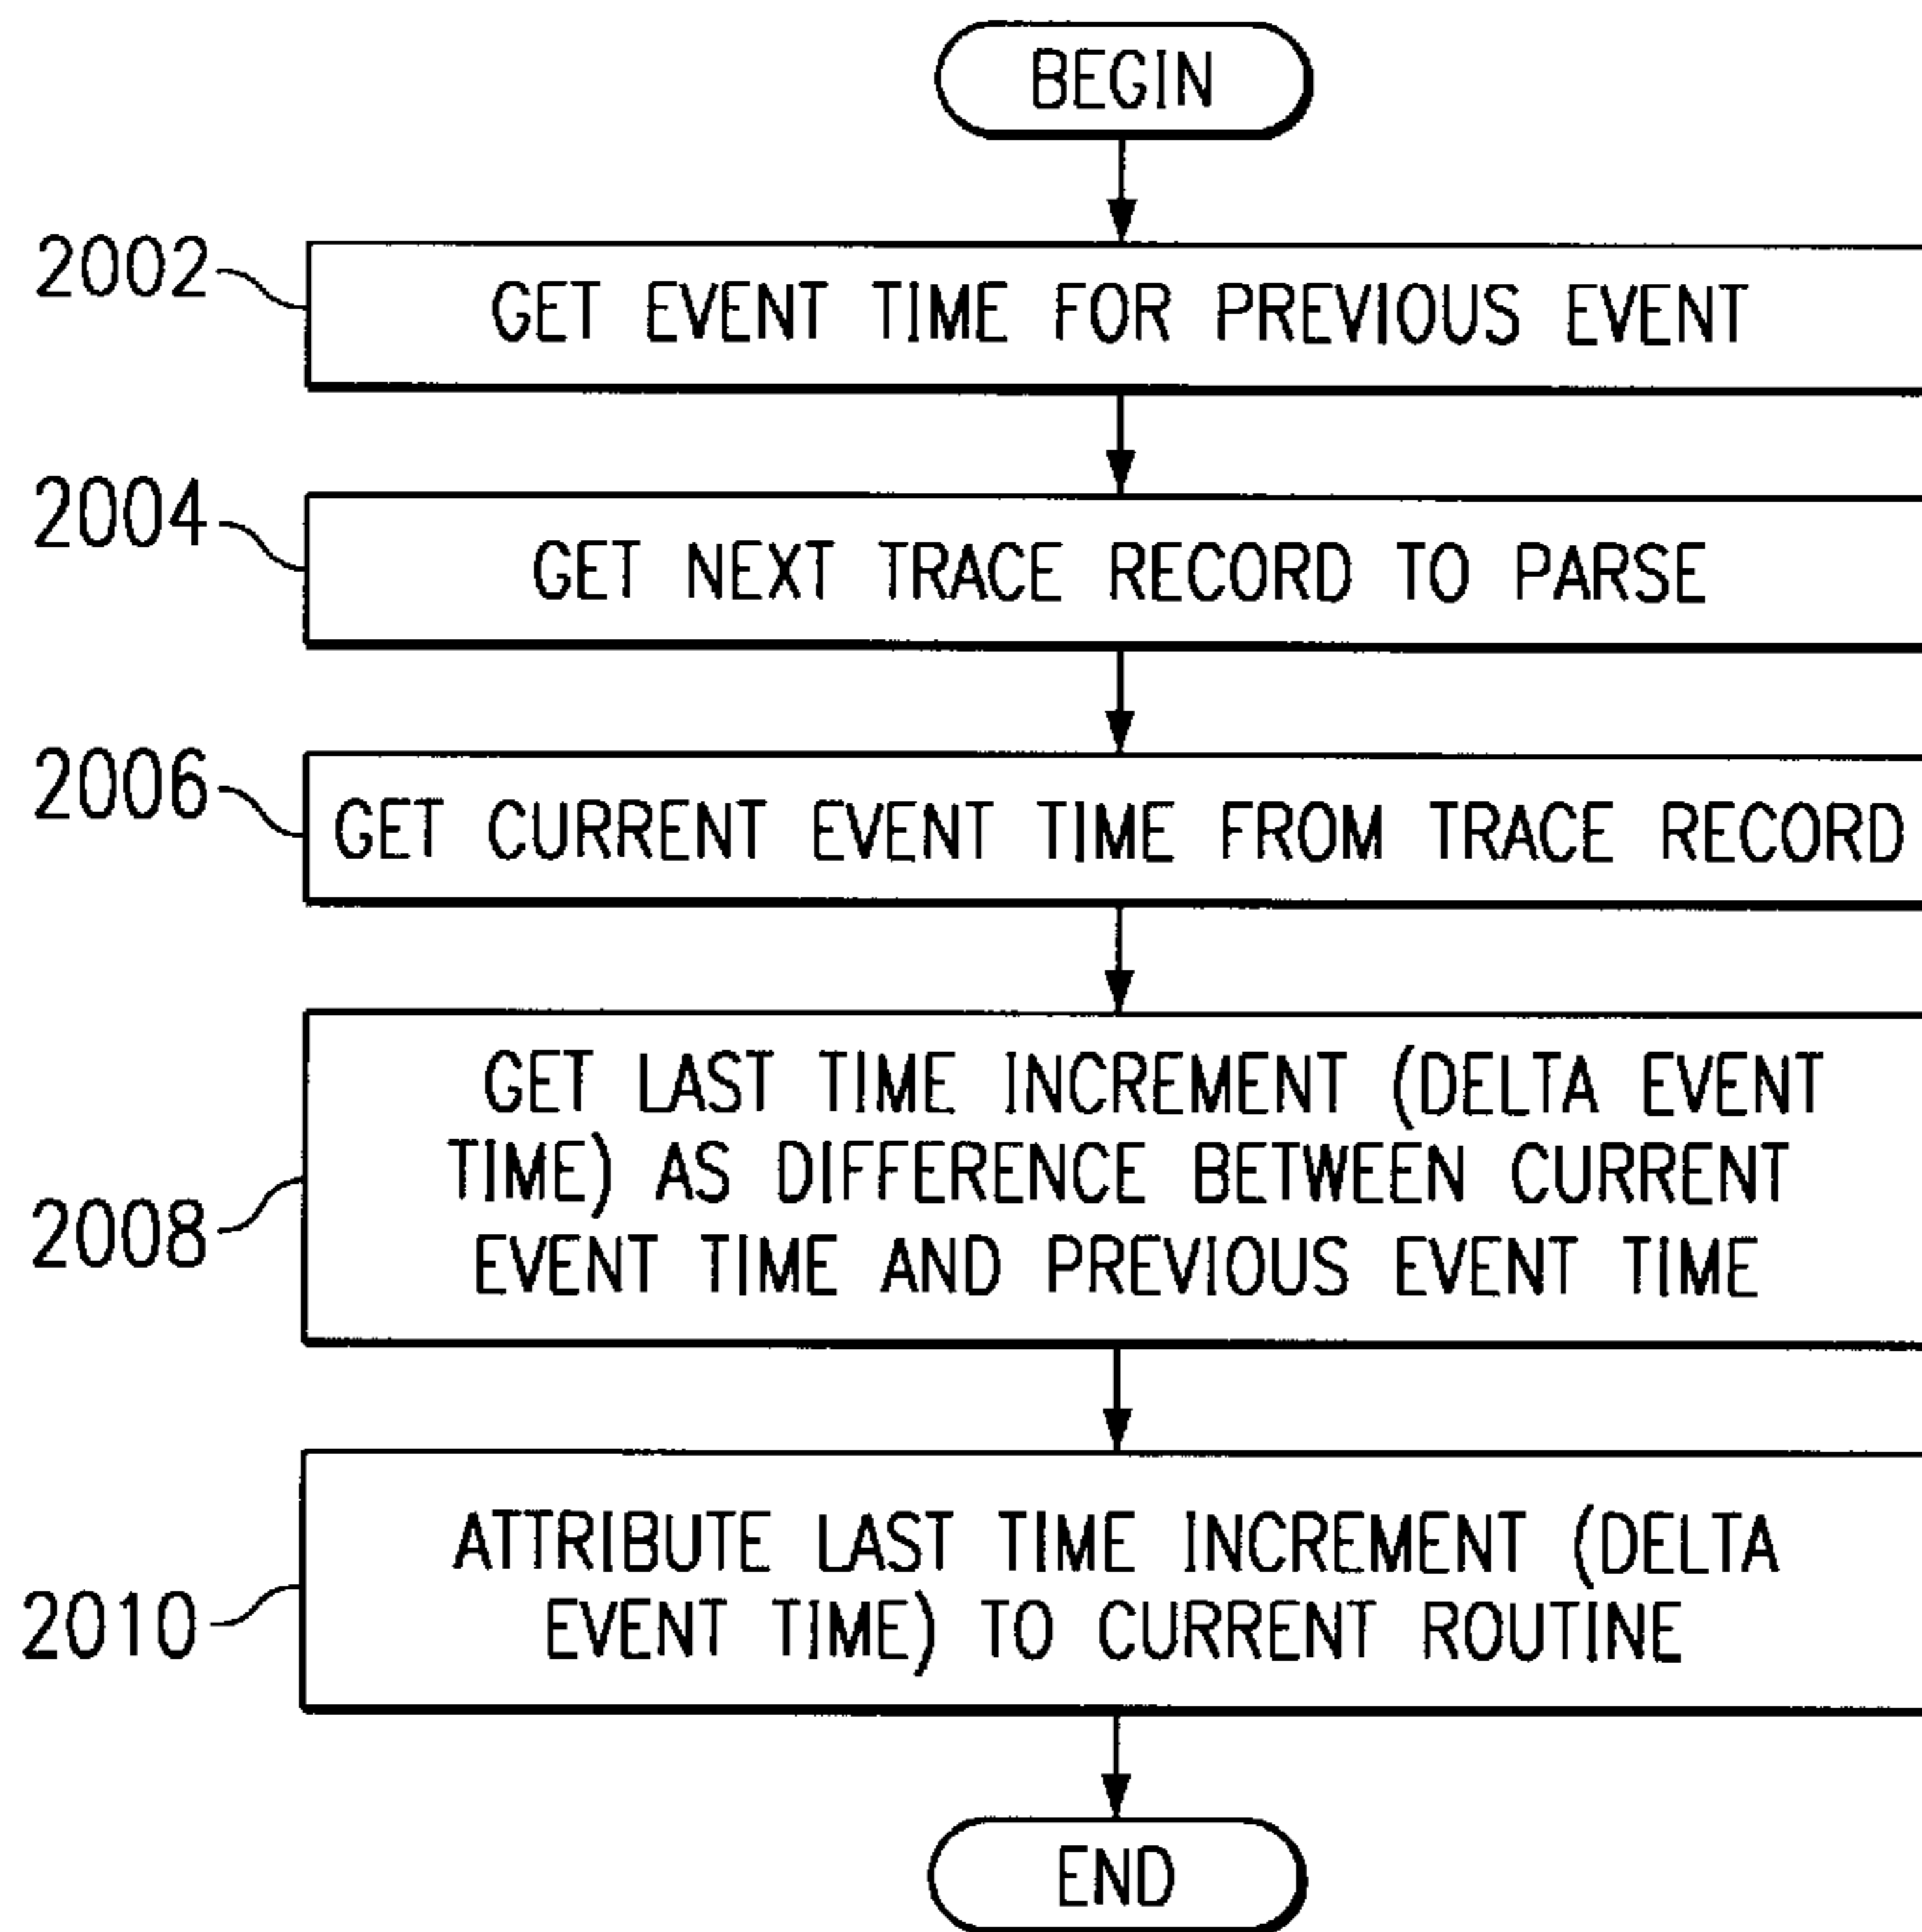 BEGIN
2002
GET EVENT TIME FOR PREVIOUS EVENT
2004
GET NEXT TRACE RECORD TO PARSE
2006
GET CURRENT EVENT TIME FROM TRACE RECORD
2008
GET LAST TIME INCREMENT (DELTA EVENT
TIME) AS DIFFERENCE BETWEEN CURRENT
EVENT TIME AND PREVIOUS EVENT TIME
2010
ATTRIBUTE LAST TIME INCREMENT (DELTA
EVENT TIME) TO CURRENT ROUTINE
END